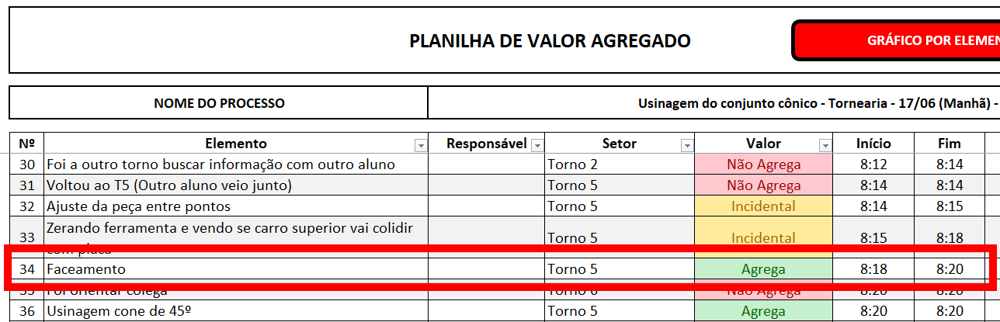 PLANILHA DE VALOR AGREGADO
GRÁFICO POR ELEMEN
NOME DO PROCESSO
Usinagem do conjunto cônico - Tornearia - 17/06 (Manhã) -
Nº Elemento Responsável Setor Valor Início Fim
30 Foi a outro torno buscar informação com outro aluno Torno 2 Não Agrega 8:12 8:14
31 Voltou ao T5 (Outro aluno veio junto) Torno 5 Não Agrega 8:14 8:14
32 Ajuste da peça entre pontos Torno 5 Incidental 8:14 8:15
33 Zerando ferramenta e vendo se carro superior vai colidir Torno 5 Incidental 8:15 8:18
com placa
34 Faceamento Torno 5 Agrega 8:18 8:20
35 Foi orientar colega Torno 6 Não Agrega 8:20 8:20
36 Usinagem cone de 45º Torno 5 Agrega 8:20 8:20